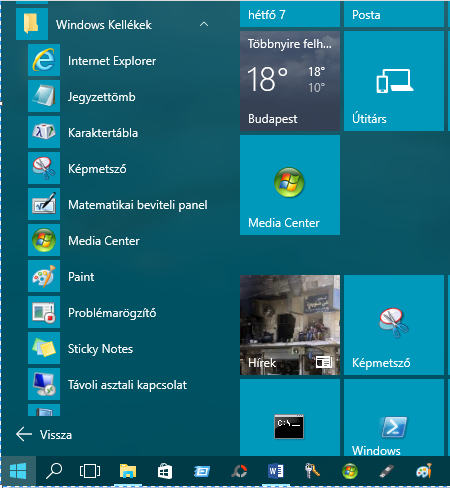 Windows Kellékek
Internet Explorer
Jegyzettömb
Karaktertábla
Képmetsző
Matematikai beviteli panel
Media Center
Paint
Problémarögzítő
Sticky Notes
Távoli asztali kapcsolat
Vissza
hétfő 7
Posta
Többnyire felh...
18°
18°
10°
Budapest
Útitárs
Media Center
Hírek
Képmetsző
C:\
Windows